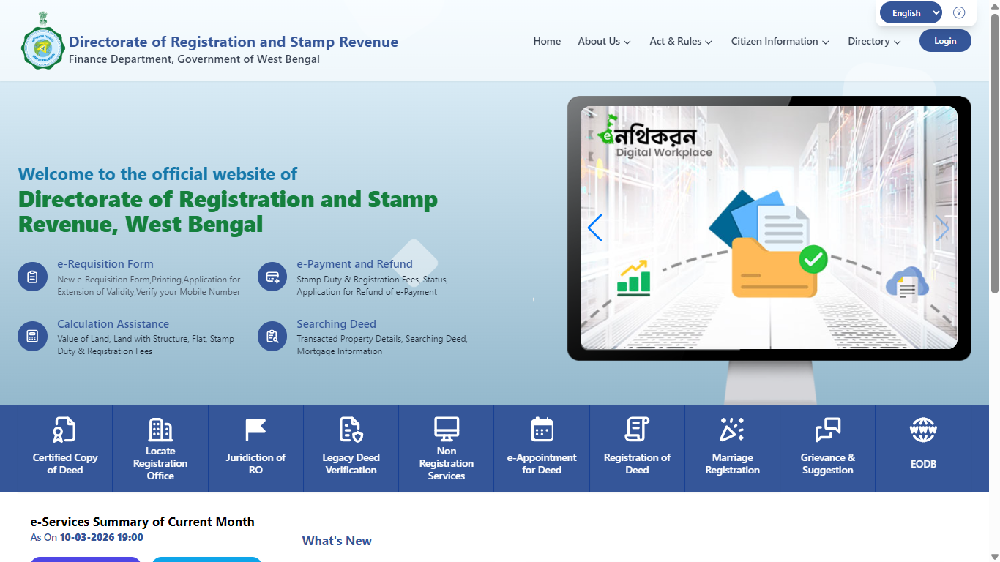 English
Directorate of Registration and Stamp Revenue
Finance Department, Government of West Bengal
Home
About Us
Act & Rules
Citizen Information
Directory
Login
Welcome to the official website of
Directorate of Registration and Stamp
Revenue, West Bengal
e-Requisition Form
New e-Requisition Form,Printing,Application for
Extension of Validity,Verify your Mobile Number
e-Payment and Refund
Stamp Duty & Registration Fees, Status,
Application for Refund of e-Payment
Calculation Assistance
Value of Land, Land with Structure, Flat, Stamp
Duty & Registration Fees
Searching Deed
Transacted Property Details, Searching Deed,
Mortgage Information
e নথিকরন
Digital Workplace
Certified Copy
of Deed
Locate
Registration
Office
Juridiction of
RO
Legacy Deed
Verification
Non
Registration
Services
e-Appointment
for Deed
Registration of
Deed
Marriage
Registration
Grievance &
Suggestion
WWW
EODB
e-Services Summary of Current Month
As On 10-03-2026 19:00
What's New